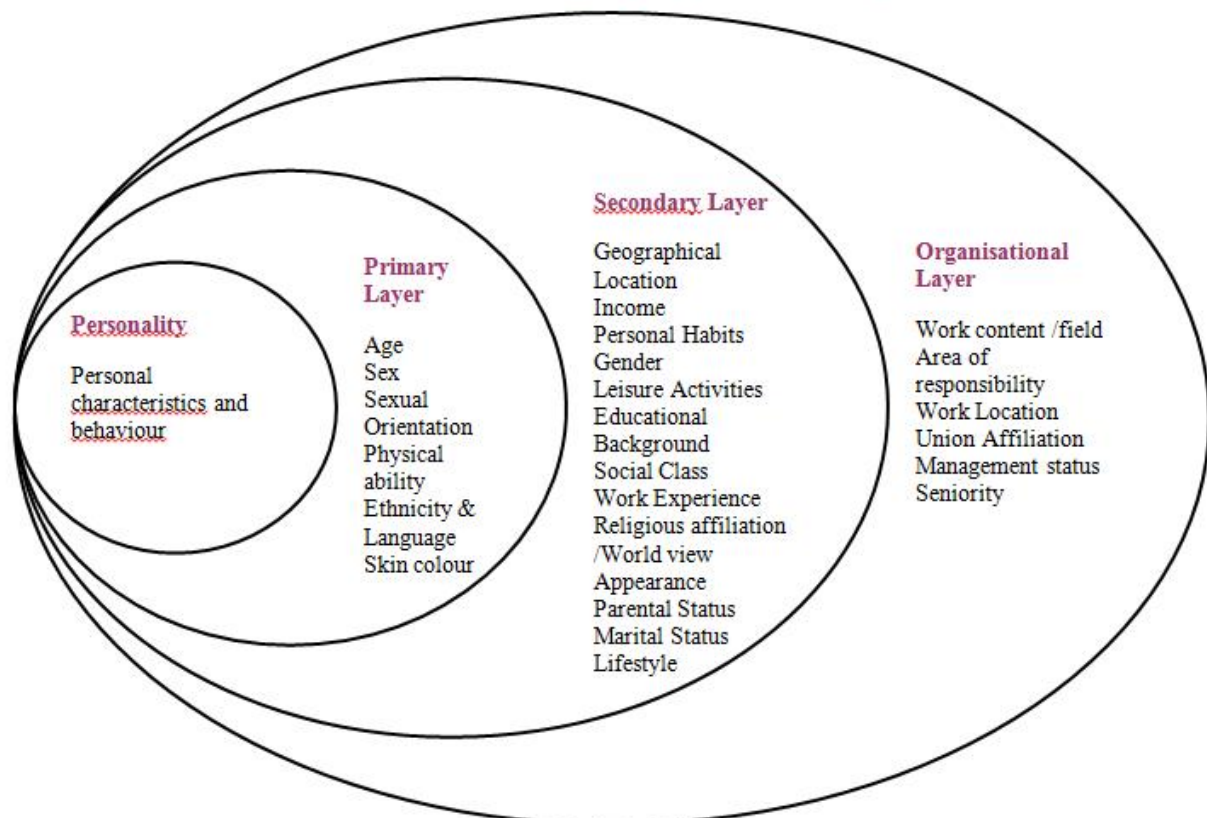 Personality
Personal
characteristics and
behaviour
Primary
Layer
Age
Sex
Sexual
Orientation
Physical
ability
Ethnicity &
Language
Skin colour
Secondary Layer
Geographical
Location
Income
Personal Habits
Gender
Leisure Activities
Educational
Background
Social Class
Work Experience
Religious affiliation
/World view
Appearance
Parental Status
Marital Status
Lifestyle
Organisational
Layer
Work content /field
Area of
responsibility
Work Location
Union Affiliation
Management status
Seniority